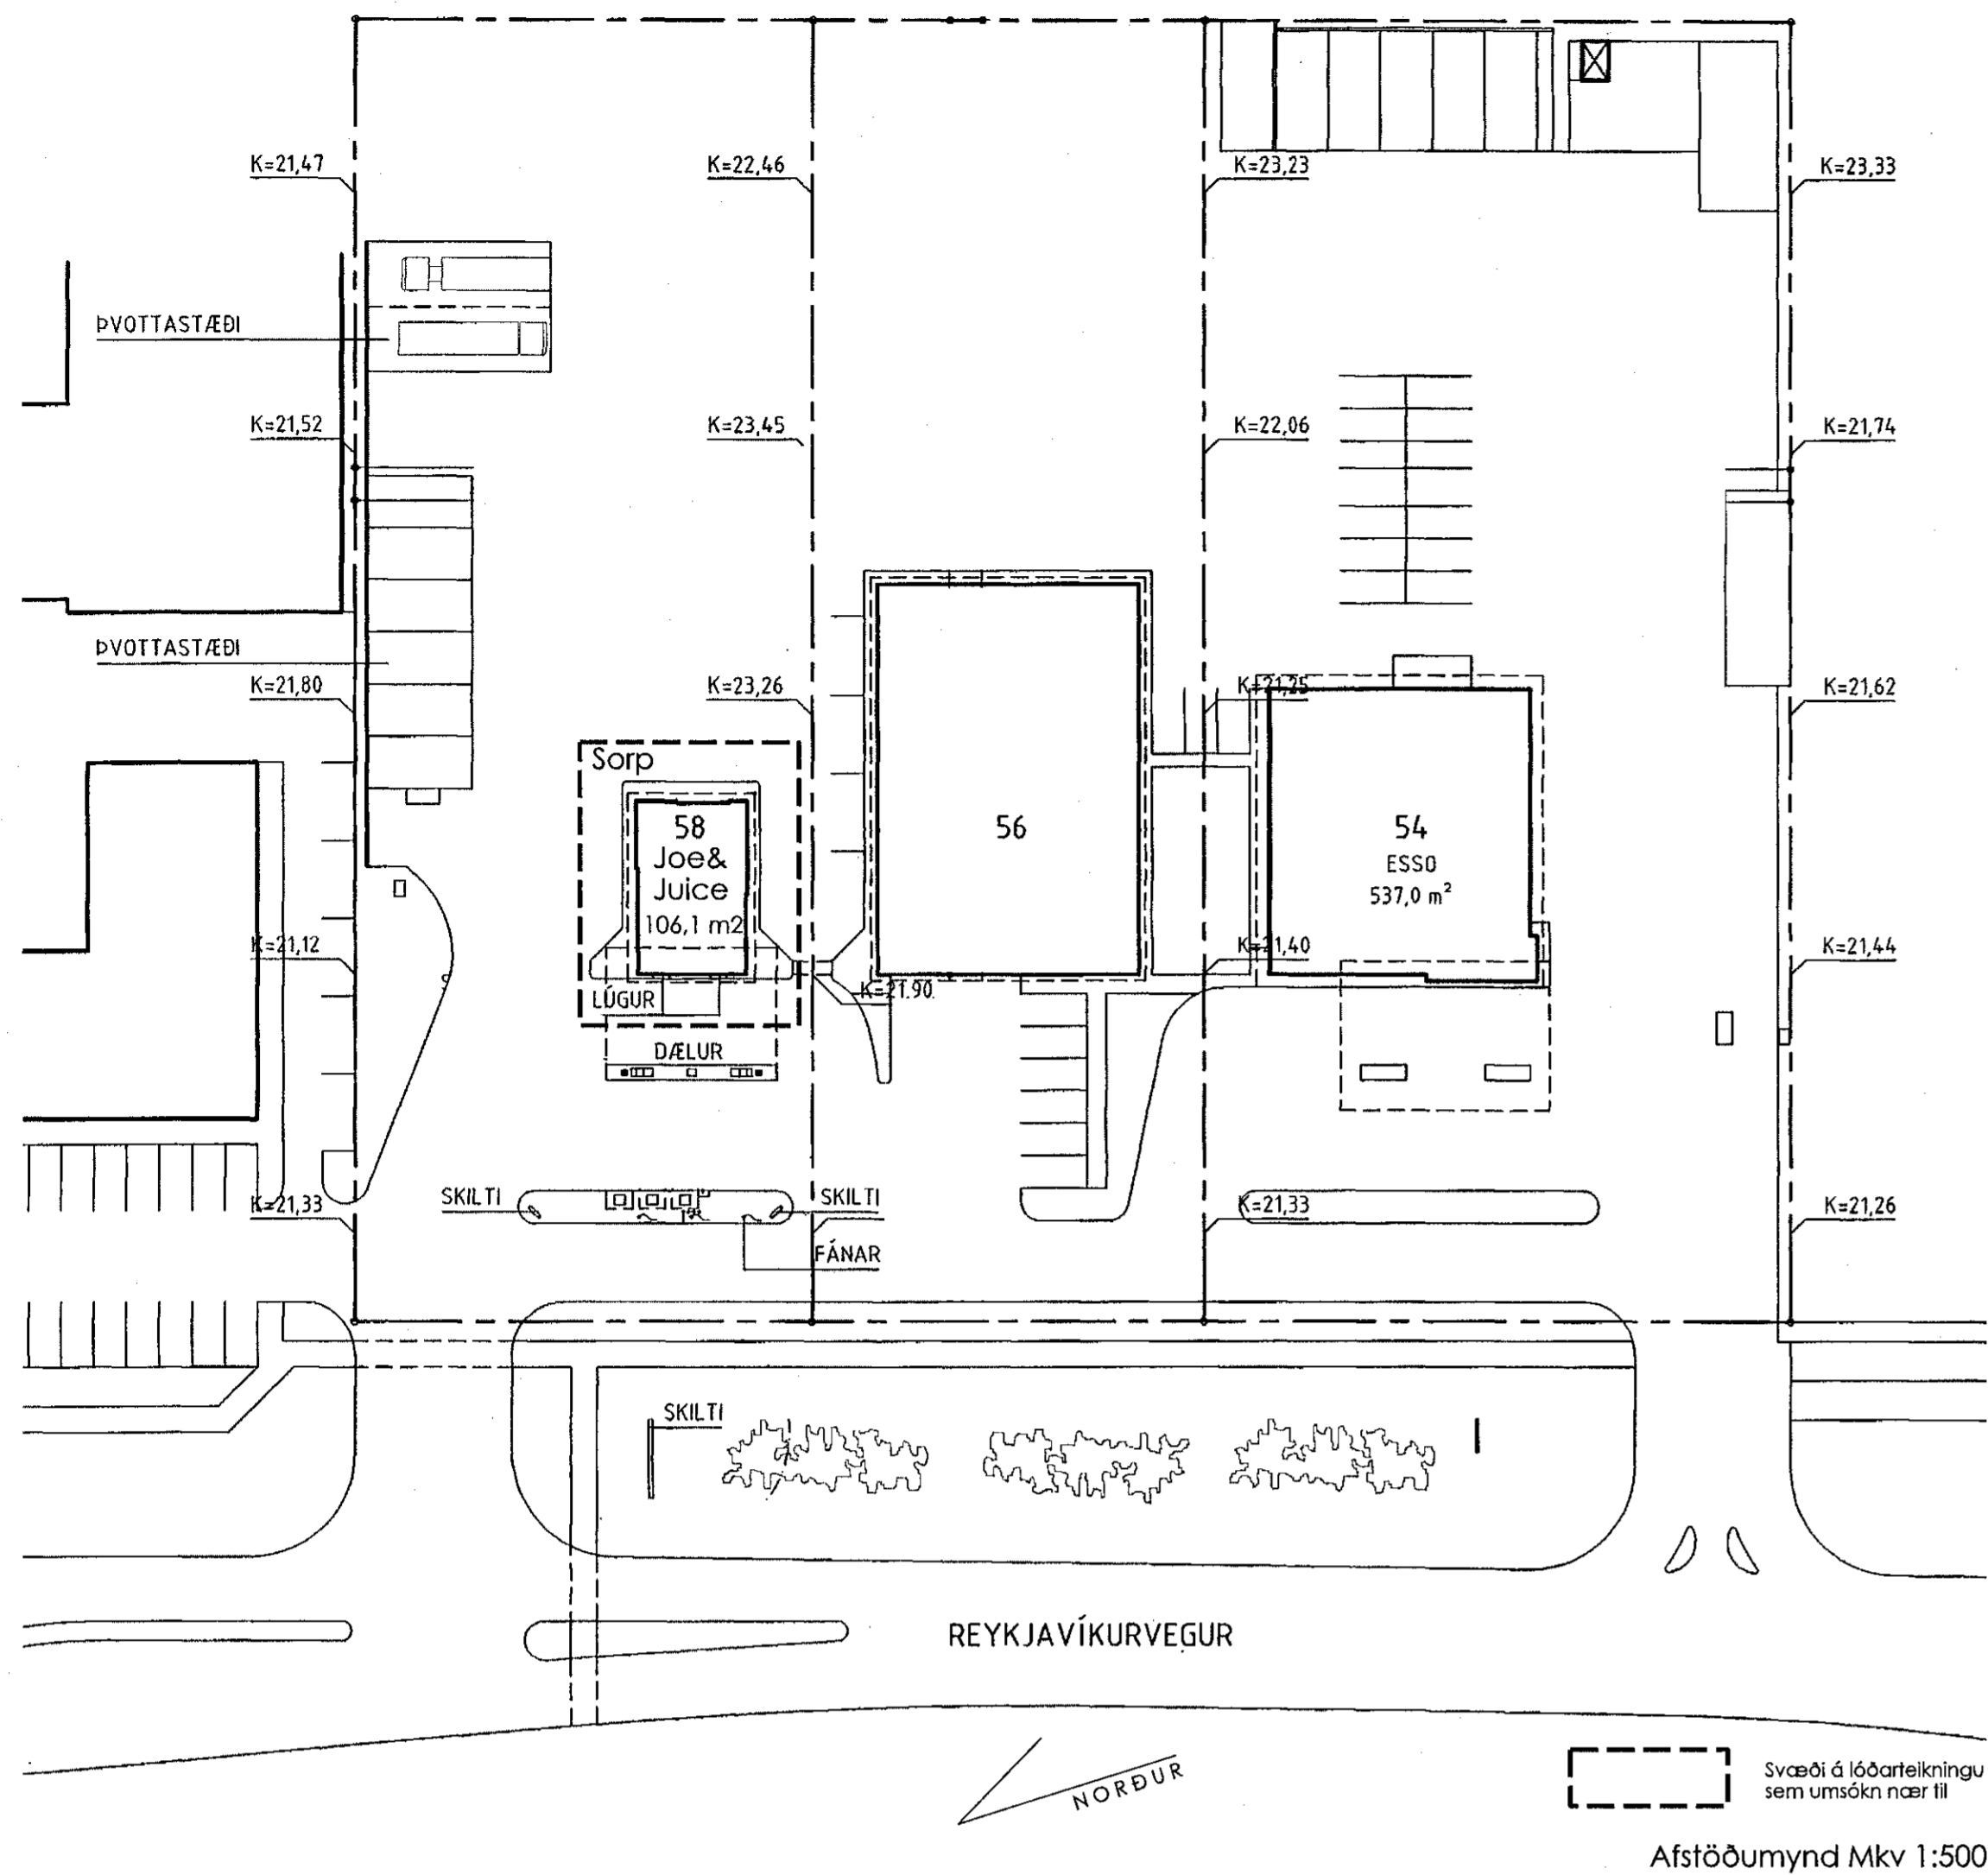 K=21,47
K=22,46
K=23,23
K=23,33
ÞVOTTASTÆÐI
K=21,52
K=23,45
K=22,06
K=21,74
ÞVOTTASTÆÐI
K=21,80
K=23,26
K=21,25
K=21,62
Sorp
58
Joe&
Juice
106,1 m2
56
54
ESSO
537,0 m²
K=21,12
K=21,40
K=21,44
LÚGUR
K=21.90.
DÆLUR
SKILTI
SKILTI
K=21,33
K=21,33
K=21,26
FÁNAR
SKILTI
REYKJAVÍKURVEGUR
NORÐUR
Svæði á lóðarteikningu
sem umsókn nær til
Afstöðumynd Mkv 1:500